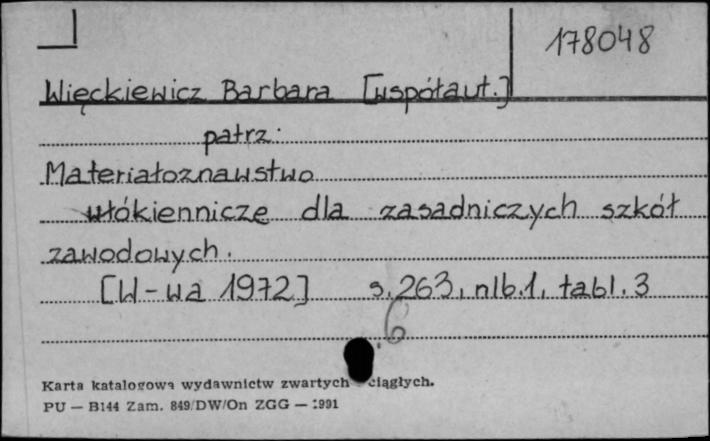 178048
Więckiewicz Barbara [współaut.]
patrz:
Materiałoznawstwo
włókiennicze dla zasadniczych szkół
zawodowych.
[W-wa 1972] s. 263, nlb. 1, tabl. 3
6
Karta katalogowa wydawnictw zwartych ciągłych.
PU — B144 Zam. 849/DW/On ZGG — 1991